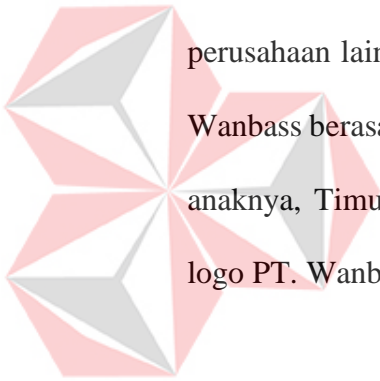 perusahaan lain
Wanbass berasa
anaknya, Timu
logo PT. Wanb